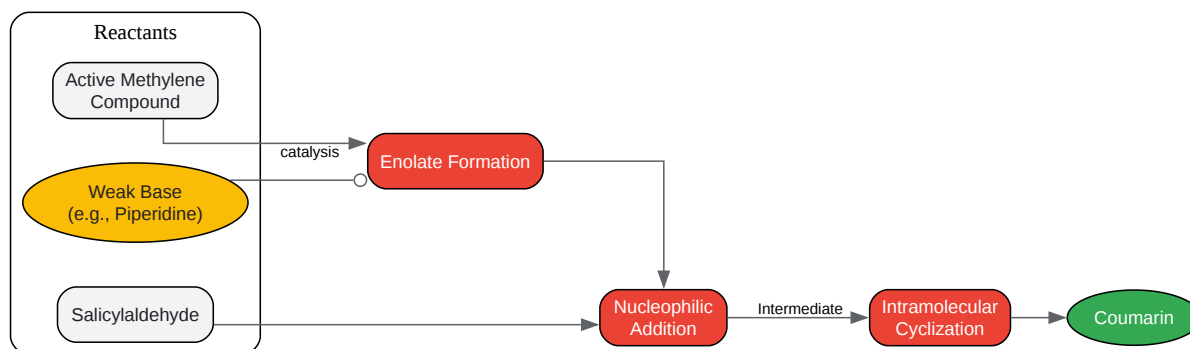 Reactants
Active Methylene
Compound
catalysis
Enolate Formation
Weak Base
(e.g., Piperidine)
Salicylaldehyde
Nucleophilic
Addition
Intermediate
Intramolecular
Cyclization
Coumarin